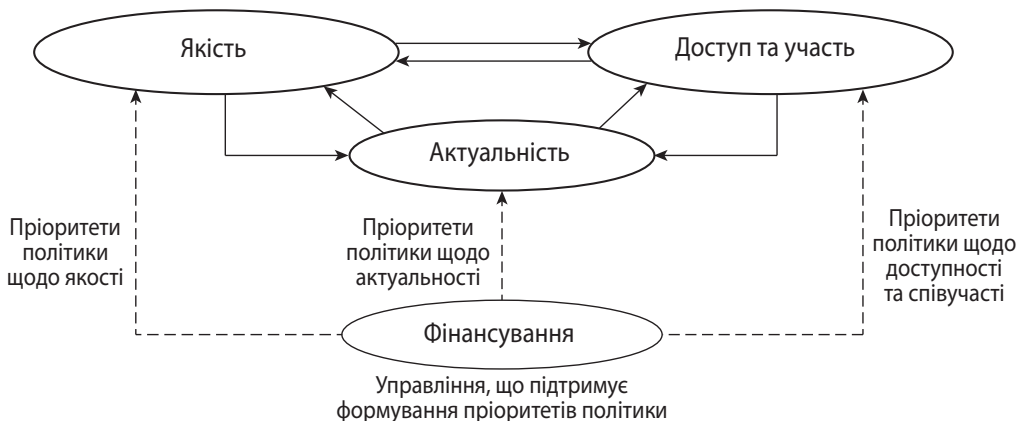 Якість
Доступ та участь
Актуальність
Пріоритети
політики
щодо якості
Пріоритети
політики щодо
актуальності
Пріоритети
політики щодо
доступності
та співучасті
Фінансування
Управління, що підтримує
формування пріоритетів політики